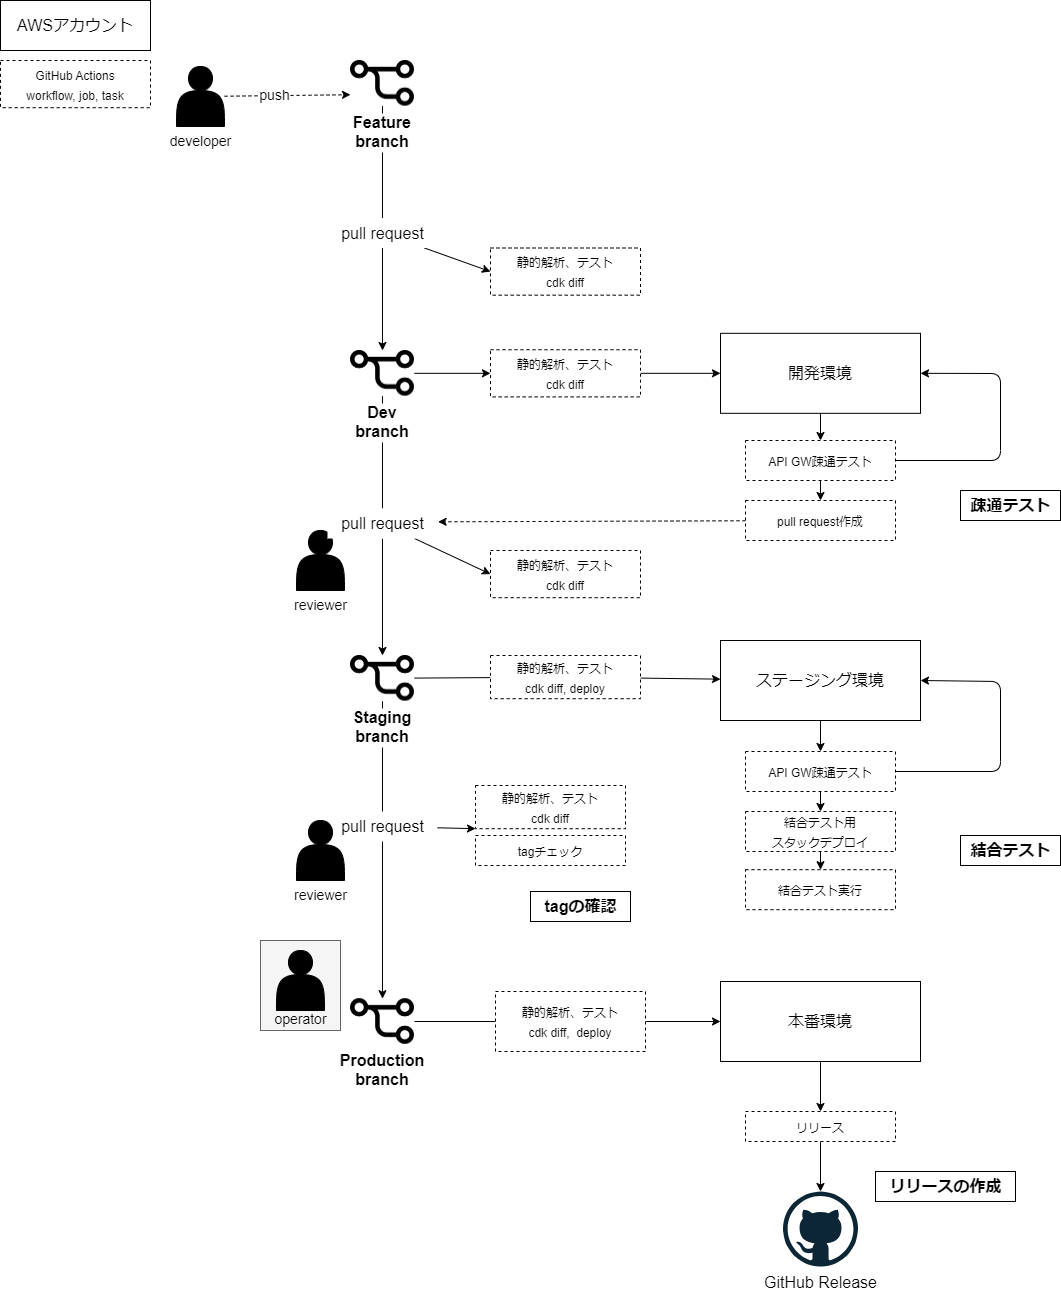 AWSアカウント
GitHub Actions
workflow, job, task
developer
push
Feature
branch
pull request
静的解析、テスト
cdk diff
Dev
branch
静的解析、テスト
cdk diff
開発環境
API GW疎通テスト
疎通テスト
pull request作成
pull request
reviewer
静的解析、テスト
cdk diff
Staging
branch
静的解析、テスト
cdk diff, deploy
ステージング環境
API GW疎通テスト
結合テスト用
スタックデプロイ
結合テスト
結合テスト実行
pull request
reviewer
静的解析、テスト
cdk diff
tagチェック
tagの確認
operator
Production
branch
静的解析、テスト
cdk diff,  deploy
本番環境
リリース
リリースの作成
GitHub Release